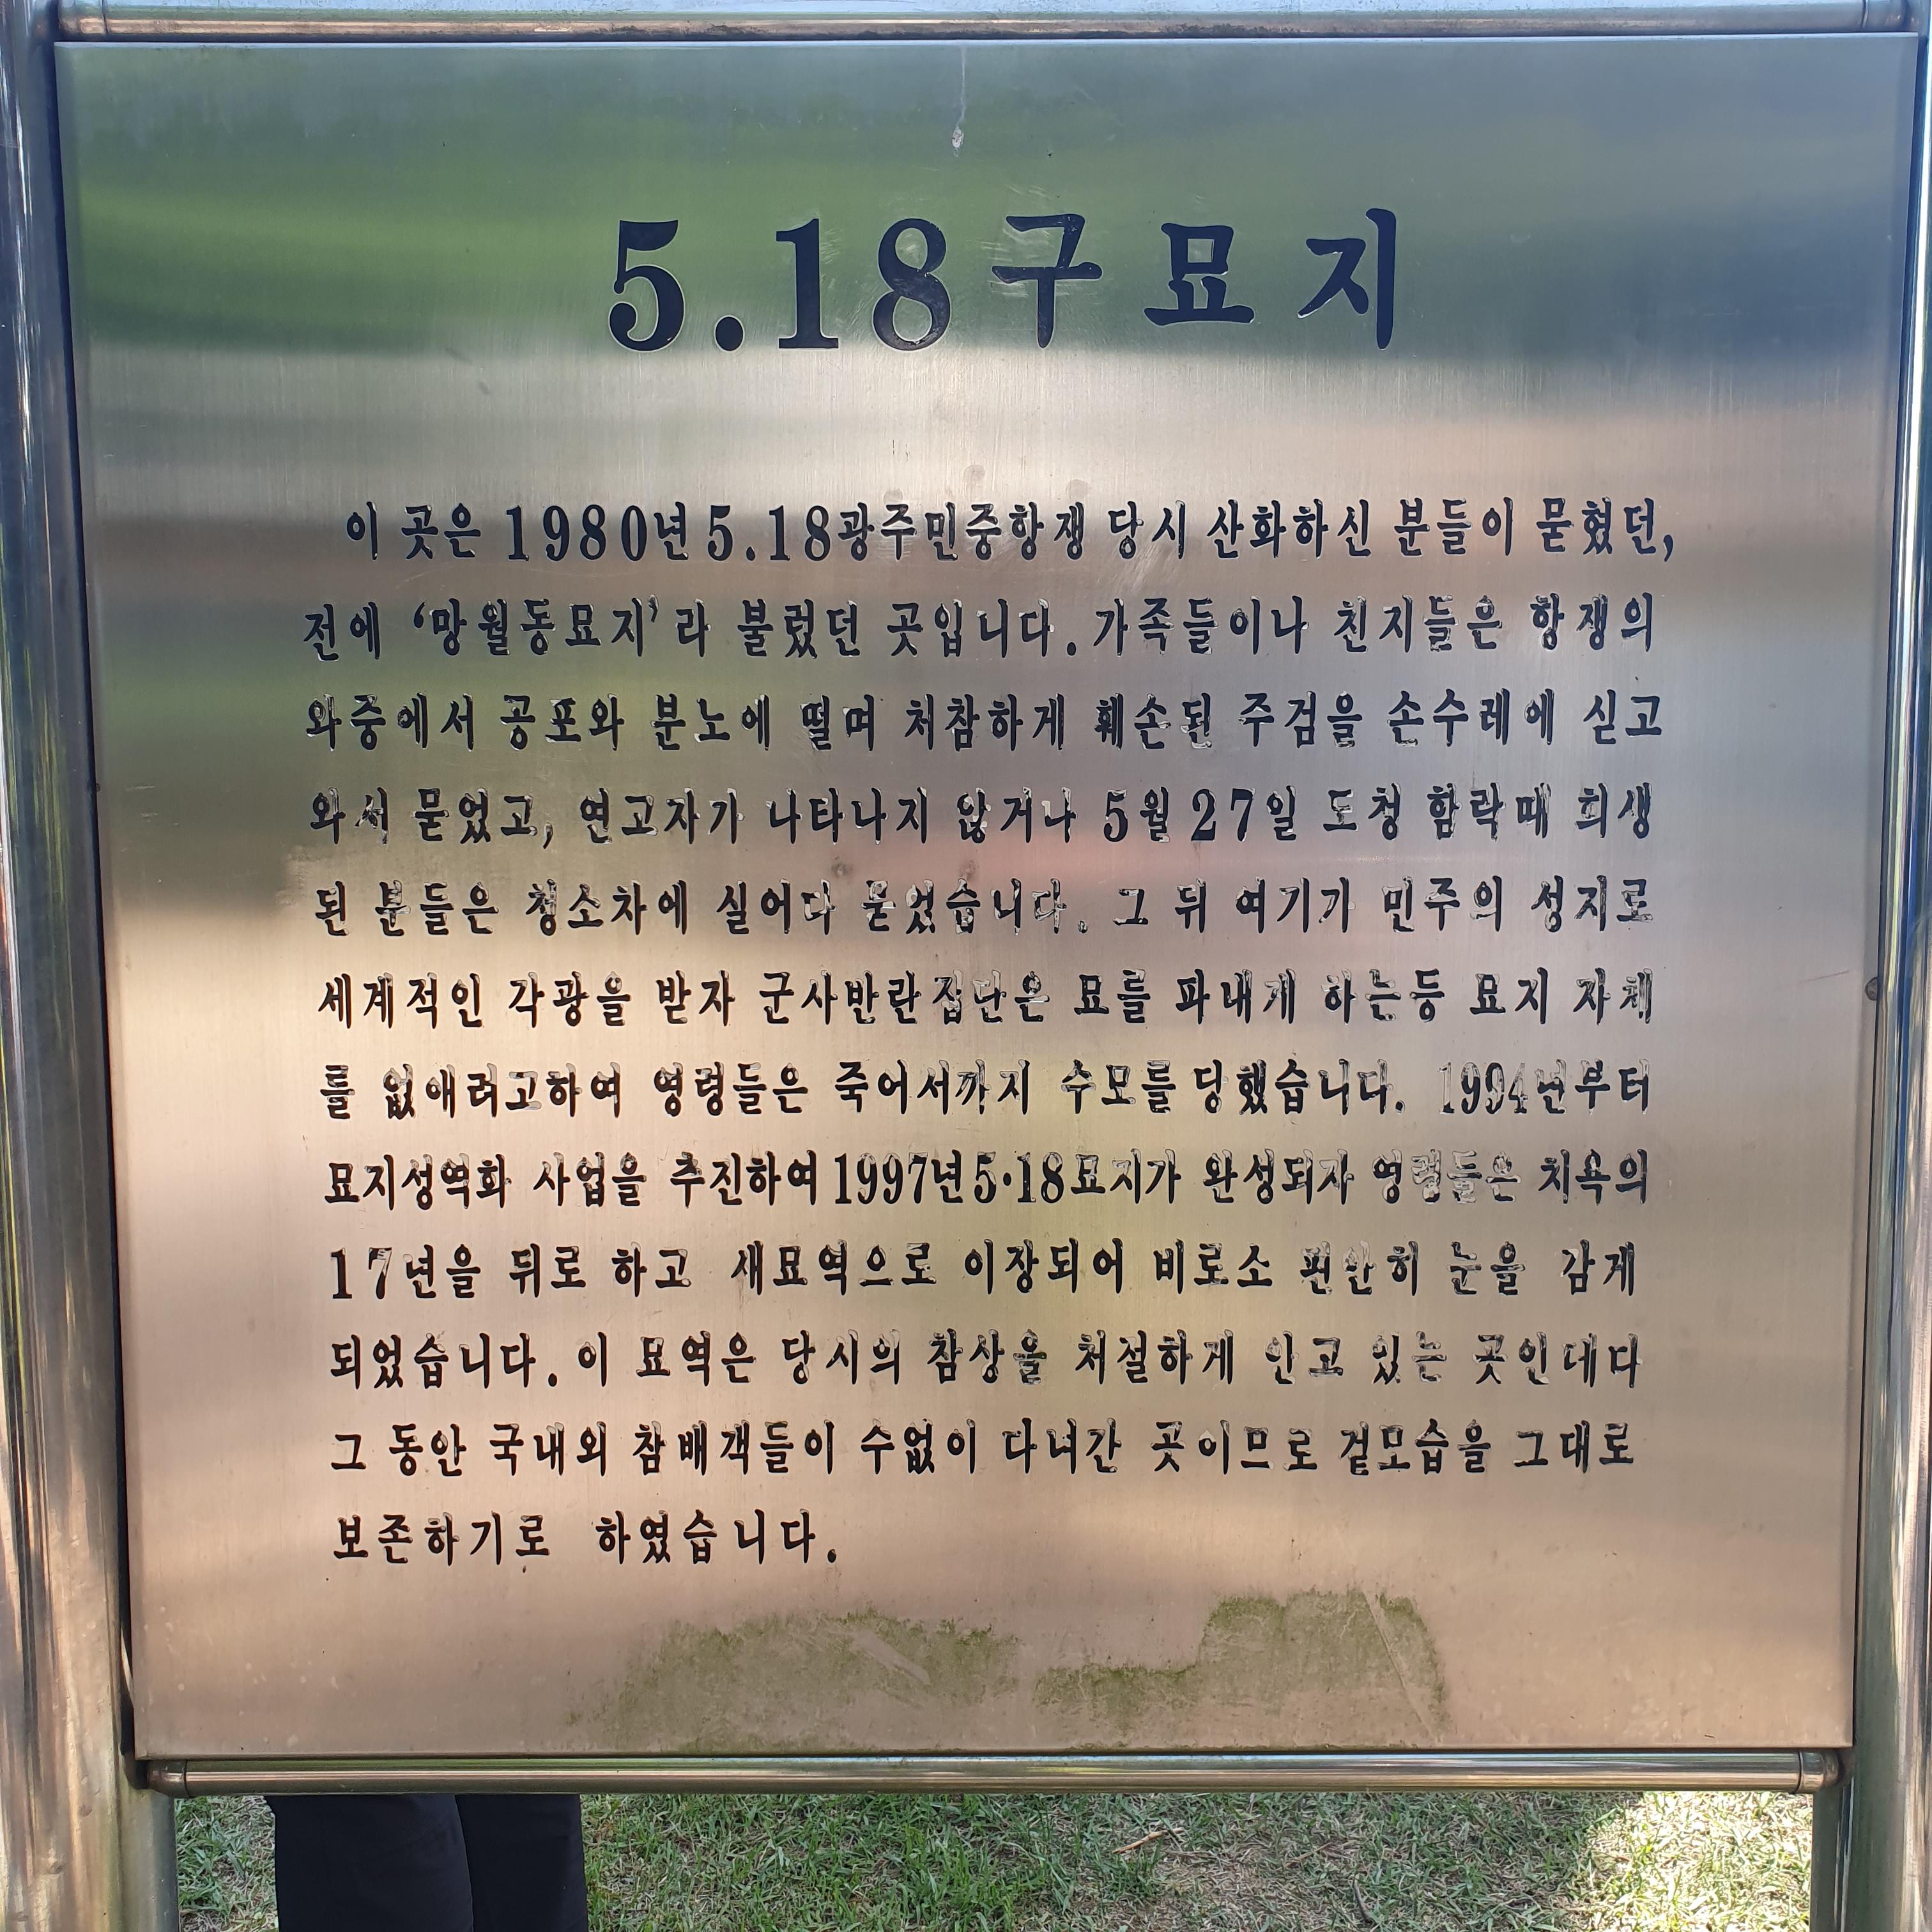 5.18구묘지
이 곳은 1980년 5.18광주민중항쟁 당시 산화하신 분들이 묻혔던,
전에 ‘망월동묘지’라 불렀던 곳입니다. 가족들이나 친지들은 항쟁의
와중에서 공포와 분노에 떨며 처참하게 훼손된 주검을 손수레에 싣고
와서 묻었고, 연고자가 나타나지 않거나 5월 27일 도청 함락때 희생
된 분들은 청소차에 실어다 묻었습니다. 그 뒤 여기가 민주의 성지로
세계적인 각광을 받자 군사반란집단은 묘를 파내게 하는등 묘지 자체
를 없애려고하여 영령들은 죽어서까지 수모를 당했습니다. 1994년부터
묘지성역화 사업을 추진하여 1997년 5·18묘지가 완성되자 영령들은 치욕의
17년을 뒤로 하고 새묘역으로 이장되어 비로소 편안히 눈을 감게
되었습니다. 이 묘역은 당시의 참상을 처절하게 안고 있는 곳인데다
그 동안 국내외 참배객들이 수없이 다녀간 곳이므로 겉모습을 그대로
보존하기로 하였습니다.